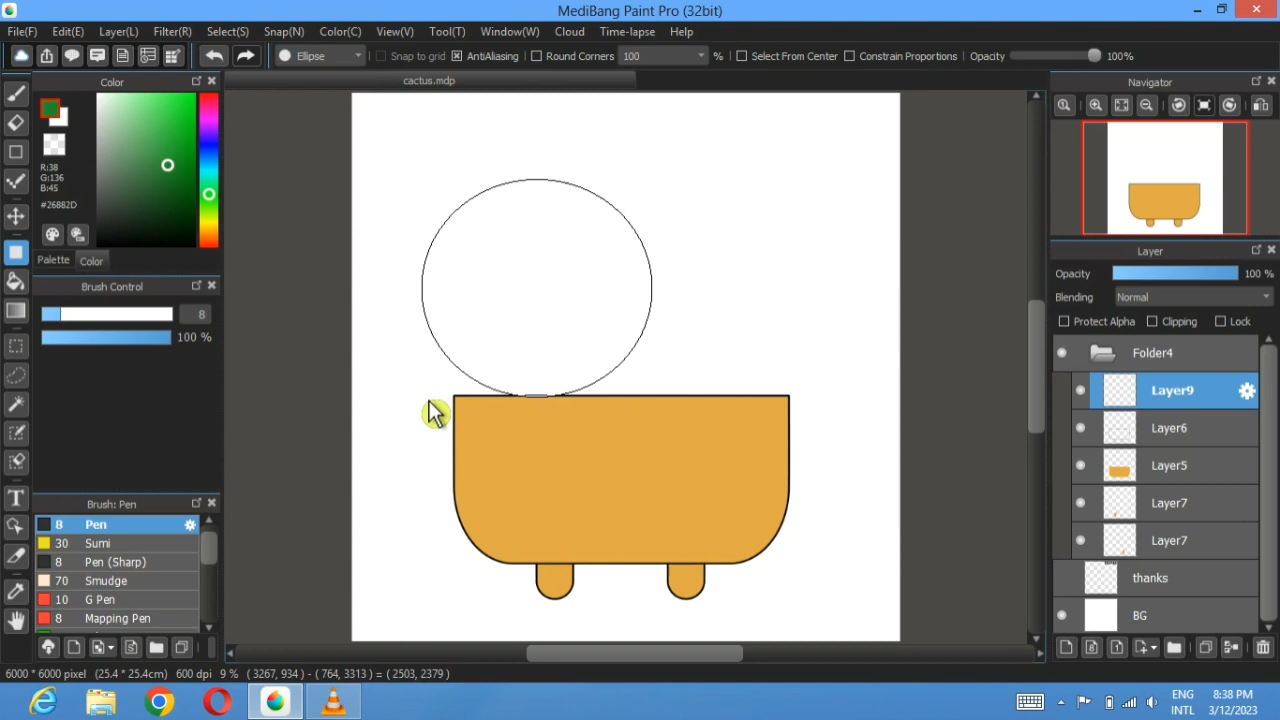 MediBang Paint Pro (32bit)
File(F) Edit(E) Layer(L) Filter(R) Select(S) Snap(N) Color(C) View(V) Tool(T) Window(W) Cloud Time-lapse Help
Ellipse Snap to grid AntiAliasing Round Corners 100 % Select From Center Constrain Proportions Opacity 100%
Color cactus.mdp Navigator
R:38
G:136
B:45
#26882D
Palette Color
Brush Control
8
100 %
Brush: Pen
8 Pen
30 Sumi
8 Pen (Sharp)
70 Smudge
10 G Pen
8 Mapping Pen
Layer
Opacity 100 %
Blending Normal
Protect Alpha Clipping Lock
Folder4
Layer9
Layer6
Layer5
Layer7
Layer7
thanks
BG
6000 * 6000 pixel (25.4 * 25.4cm) 600 dpi 9 % ( 3267, 934 ) - ( 764, 3313 ) = ( 2503, 2379 )
ENG 8:38 PM
INTL 3/12/2023